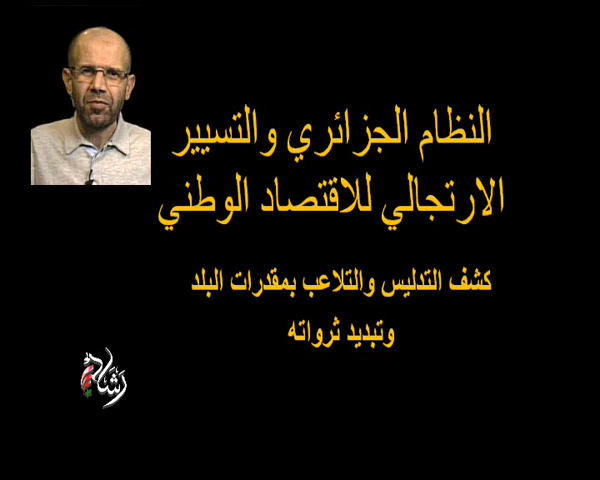 النظام الجزائري والتسيير
الارتجالي للاقتصاد الوطني
كشف التدليس والتلاعب بمقدرات البلد
وتبديد ثرواته
رشاد